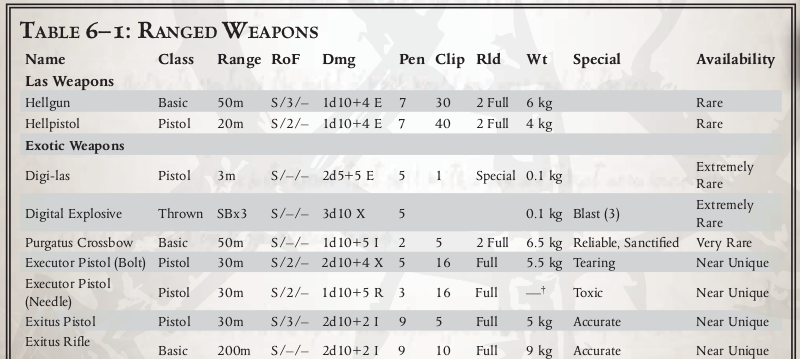 Table 6–1: Ranged Weapons
Name Class Range RoF Dmg Pen Clip Rld Wt Special Availability
Las Weapons
Hellgun Basic 50m S/3/– 1d10+4 E 7 30 2 Full 6 kg Rare
Hellpistol Pistol 20m S/2/– 1d10+4 E 7 40 2 Full 4 kg Rare
Exotic Weapons
Digi-las Pistol 3m S/–/– 2d5+5 E 5 1 Special 0.1 kg Extremely
Rare
Digital Explosive Thrown SBx3 S/–/– 3d10 X 5 0.1 kg Blast (3) Extremely
Rare
Purgatus Crossbow Basic 50m S/–/– 1d10+5 I 2 5 2 Full 6.5 kg Reliable, Sanctified Very Rare
Executor Pistol (Bolt) Pistol 30m S/2/– 2d10+4 X 5 16 Full 5.5 kg Tearing Near Unique
Executor Pistol
(Needle) Pistol 30m S/2/– 1d10+5 R 3 16 Full —† Toxic Near Unique
Exitus Pistol Pistol 30m S/3/– 2d10+2 I 9 5 Full 5 kg Accurate Near Unique
Exitus Rifle
Basic 200m S/–/– 2d10+2 I 9 10 Full 9 kg Accurate Near Unique